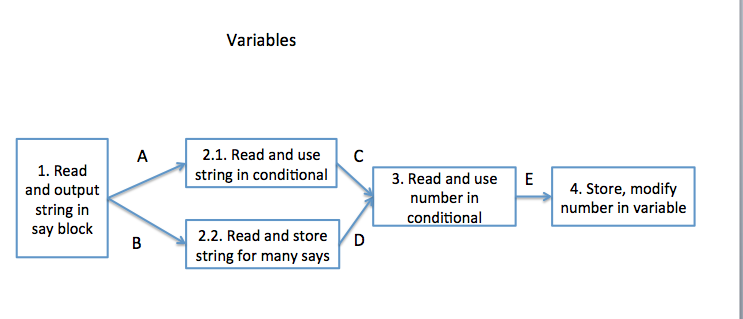 Variables
1. Read
and output
string in
say block
A
B
2.1. Read and use
string in conditional
2.2. Read and store
string for many says
C
D
3. Read and use
number in
conditional
E
4. Store, modify
number in variable